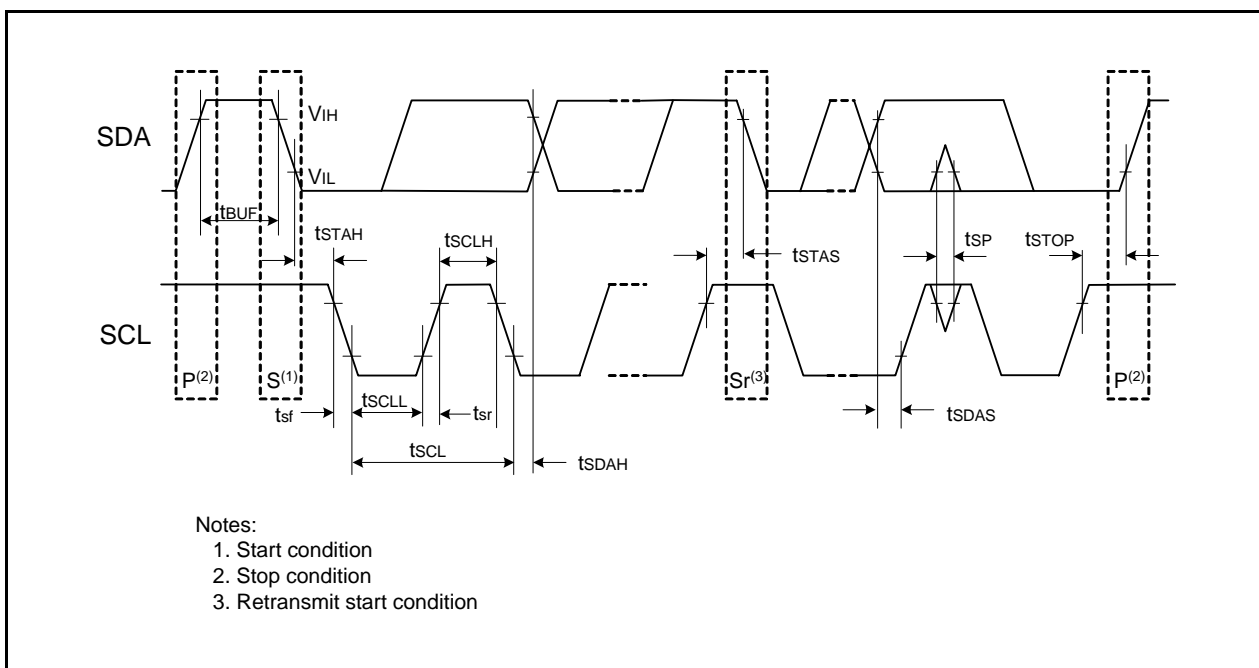 SDA
VIH
VIL
tBUF
tSTAH
tSCLH
tSTAS
tSP
tSTOP
SCL
P(2)
S(1)
Sr(3)
P(2)
tsf
tSCLL
tsr
tSDAS
tSCL
tSDAH
Notes:
1. Start condition
2. Stop condition
3. Retransmit start condition